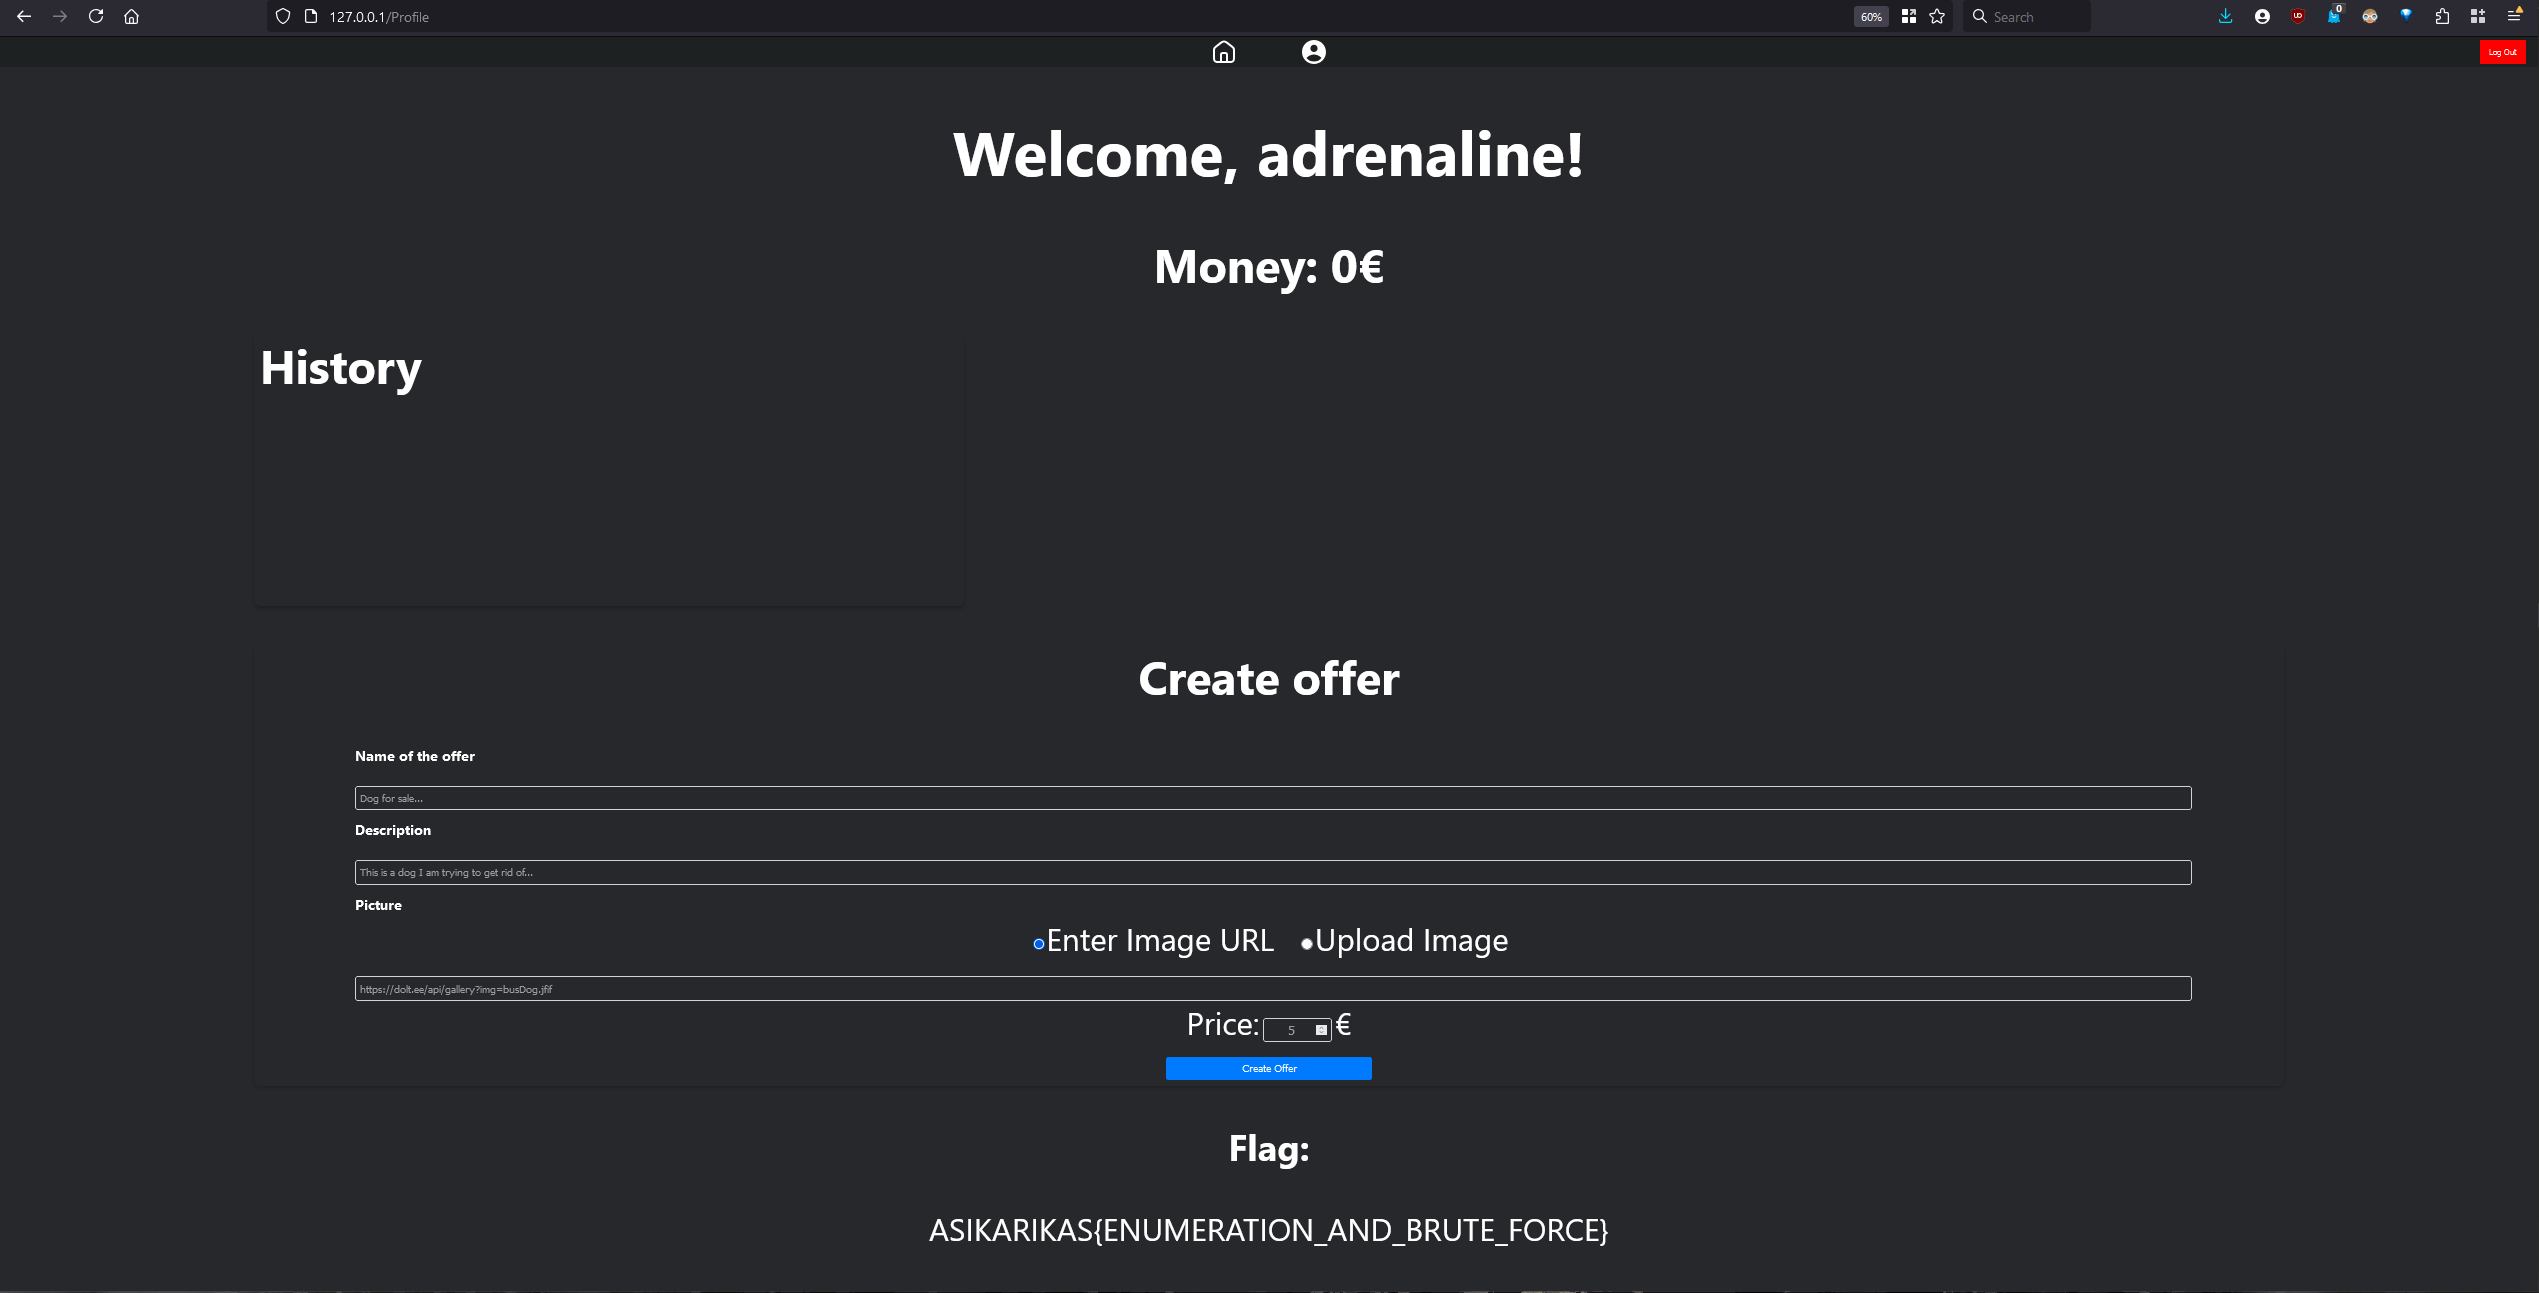 127.0.0.1/Profile
60%
Search
0
Log Out
Welcome, adrenaline!
Money: 0€
History
Create offer
Name of the offer
Dog for sale...
Description
This is a dog I am trying to get rid of...
Picture
Enter Image URL Upload Image
https://dolt.ee/api/gallery?img=busDog.jfif
Price: 5 €
Create Offer
Flag:
ASIKARIKAS{ENUMERATION_AND_BRUTE_FORCE}